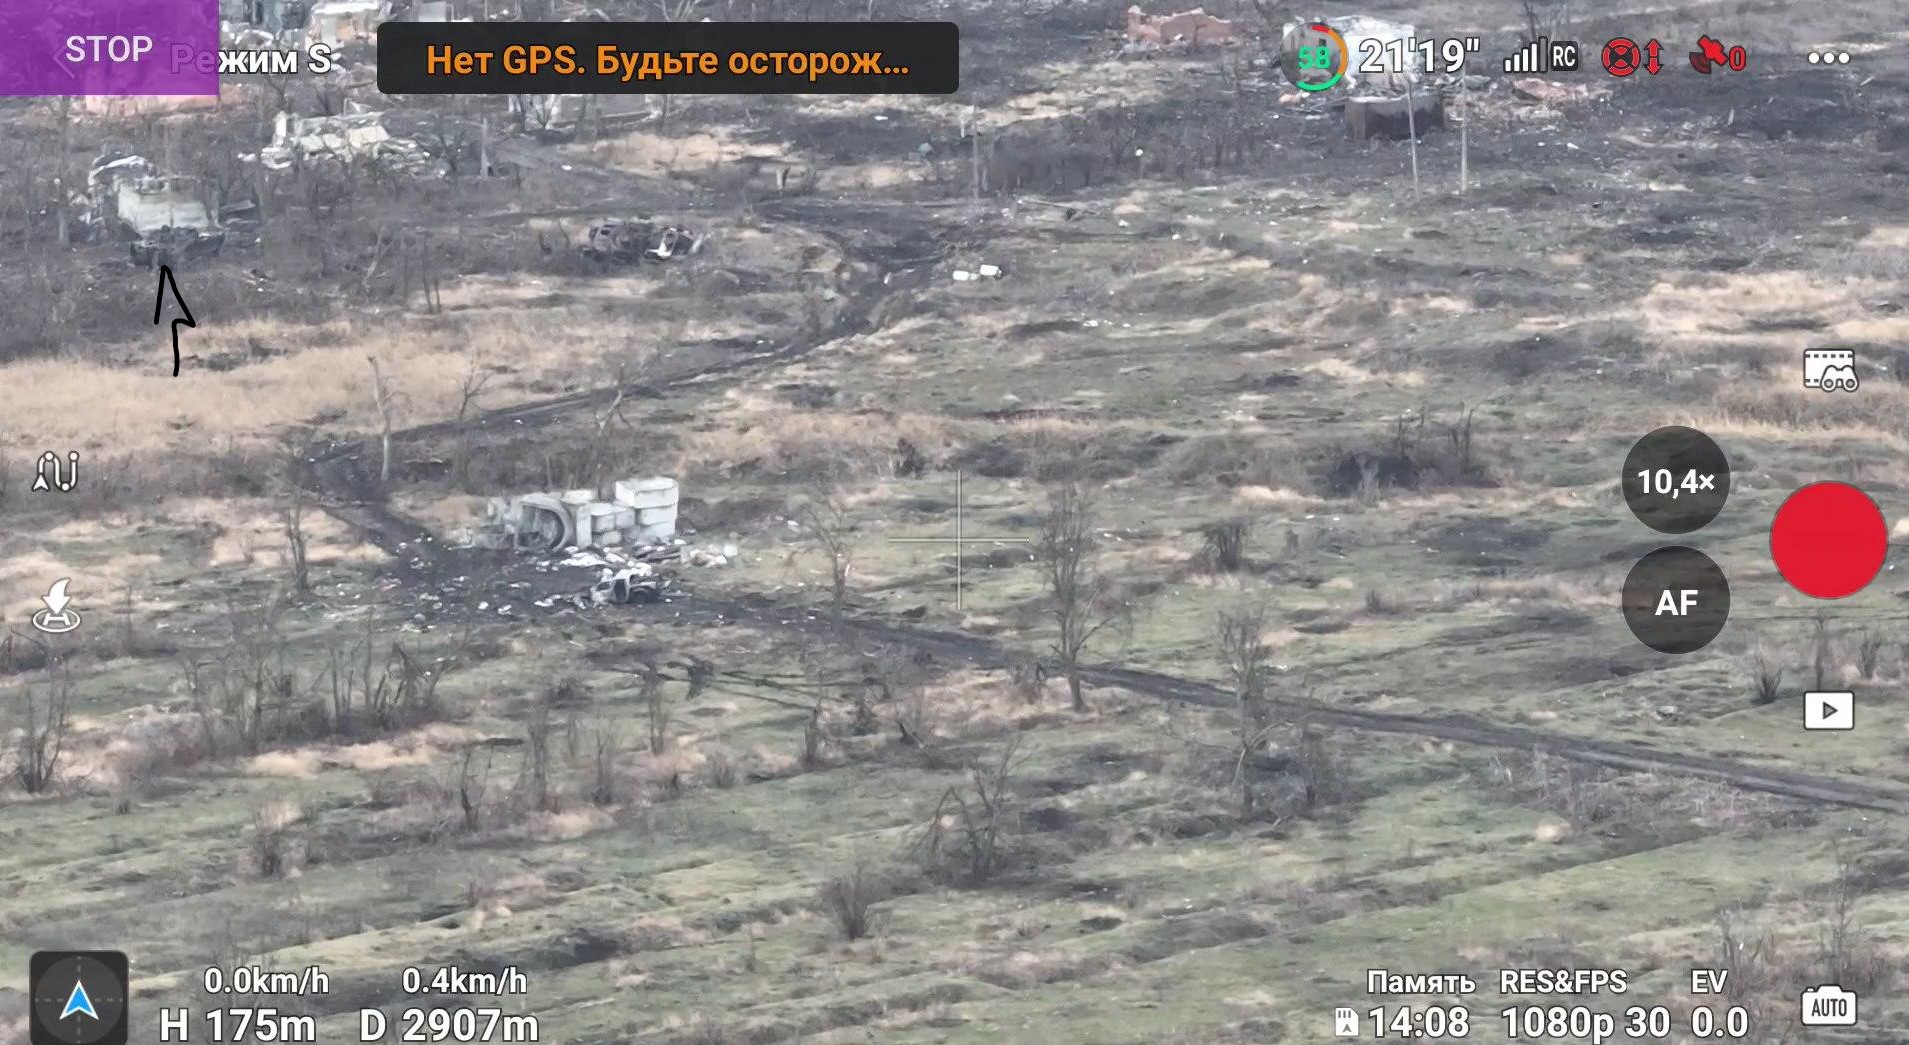 STOP
Режим S
Нет GPS. Будьте осторож...
58
21'19"
RC
0
10,4×
AF
0.0km/h
0.4km/h
H 175m
D 2907m
Память
RES&FPS
EV
14:08
1080p 30
0.0
AUTO